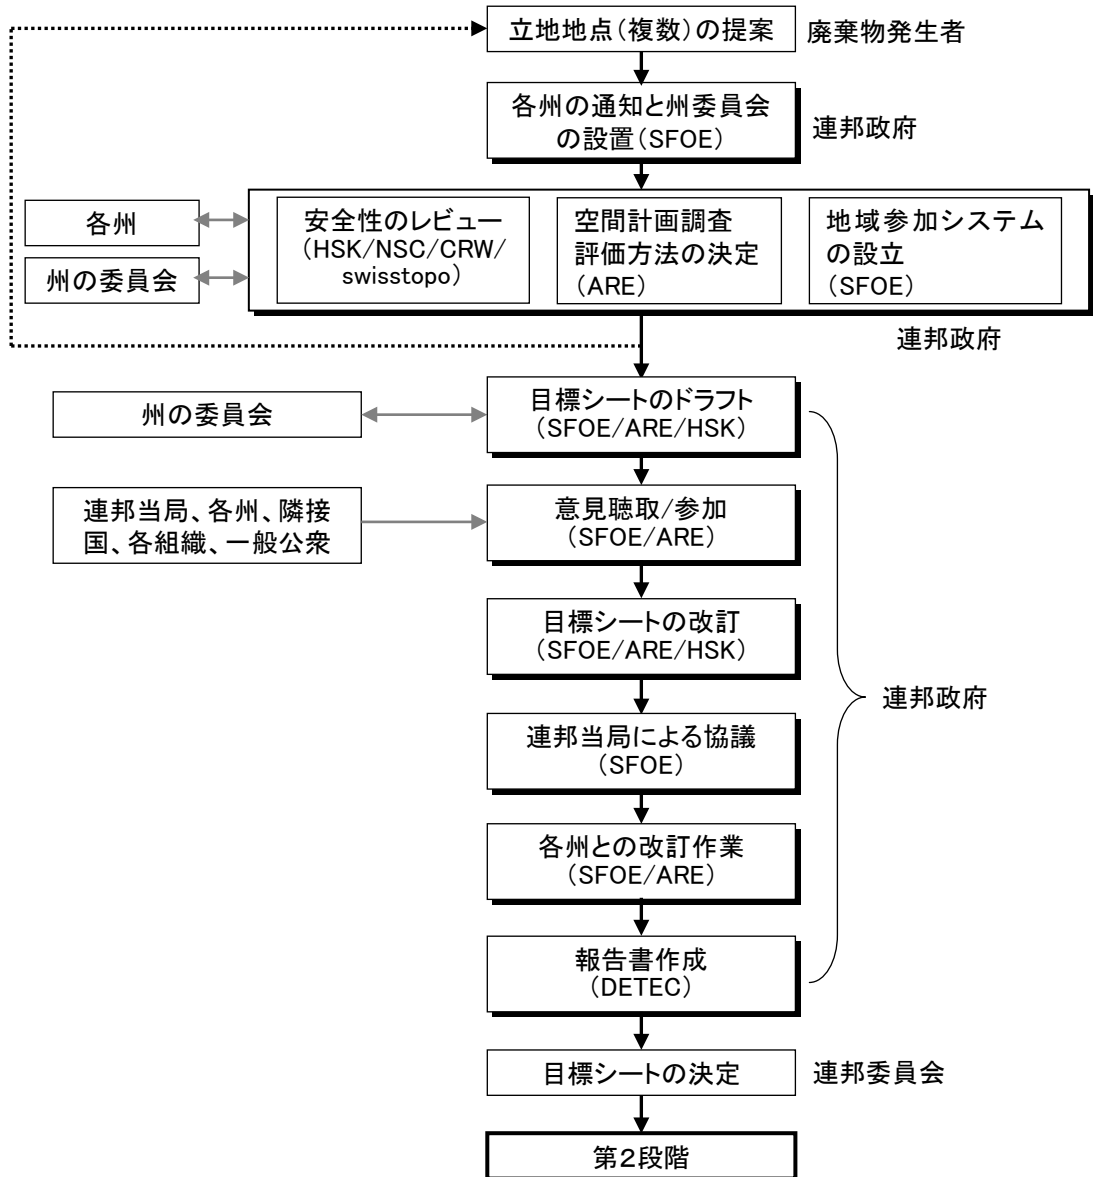 立地地点(複数)の提案
廃棄物発生者
各州の通知と州委員会
の設置(SFOE)
連邦政府
各州
州の委員会
安全性のレビュー
(HSK/NSC/CRW/
swisstopo)
空間計画調査
評価方法の決定
(ARE)
地域参加システム
の設立
(SFOE)
連邦政府
州の委員会
目標シートのドラフト
(SFOE/ARE/HSK)
連邦当局、各州、隣接
国、各組織、一般公衆
意見聴取/参加
(SFOE/ARE)
目標シートの改訂
(SFOE/ARE/HSK)
連邦政府
連邦当局による協議
(SFOE)
各州との改訂作業
(SFOE/ARE)
報告書作成
(DETEC)
目標シートの決定
連邦委員会
第2段階